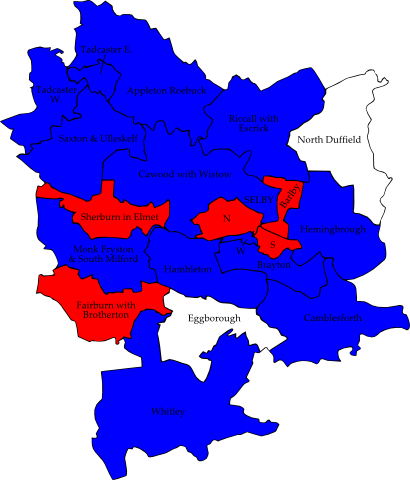 Tadcaster E
Tadcaster
W
Appleton Roebuck
Riccall with
Escrick
North Duffield
Saxton & Ulleskelf
Cawood with Wistow
Barlby
SELBY
Sherburn in Elmet
N
Hemingbrough
S
W
Monk Fryston
& South Milford
Hambleton
Brayton
Fairburn with
Brotherton
Eggborough
Camblesforth
Whitley